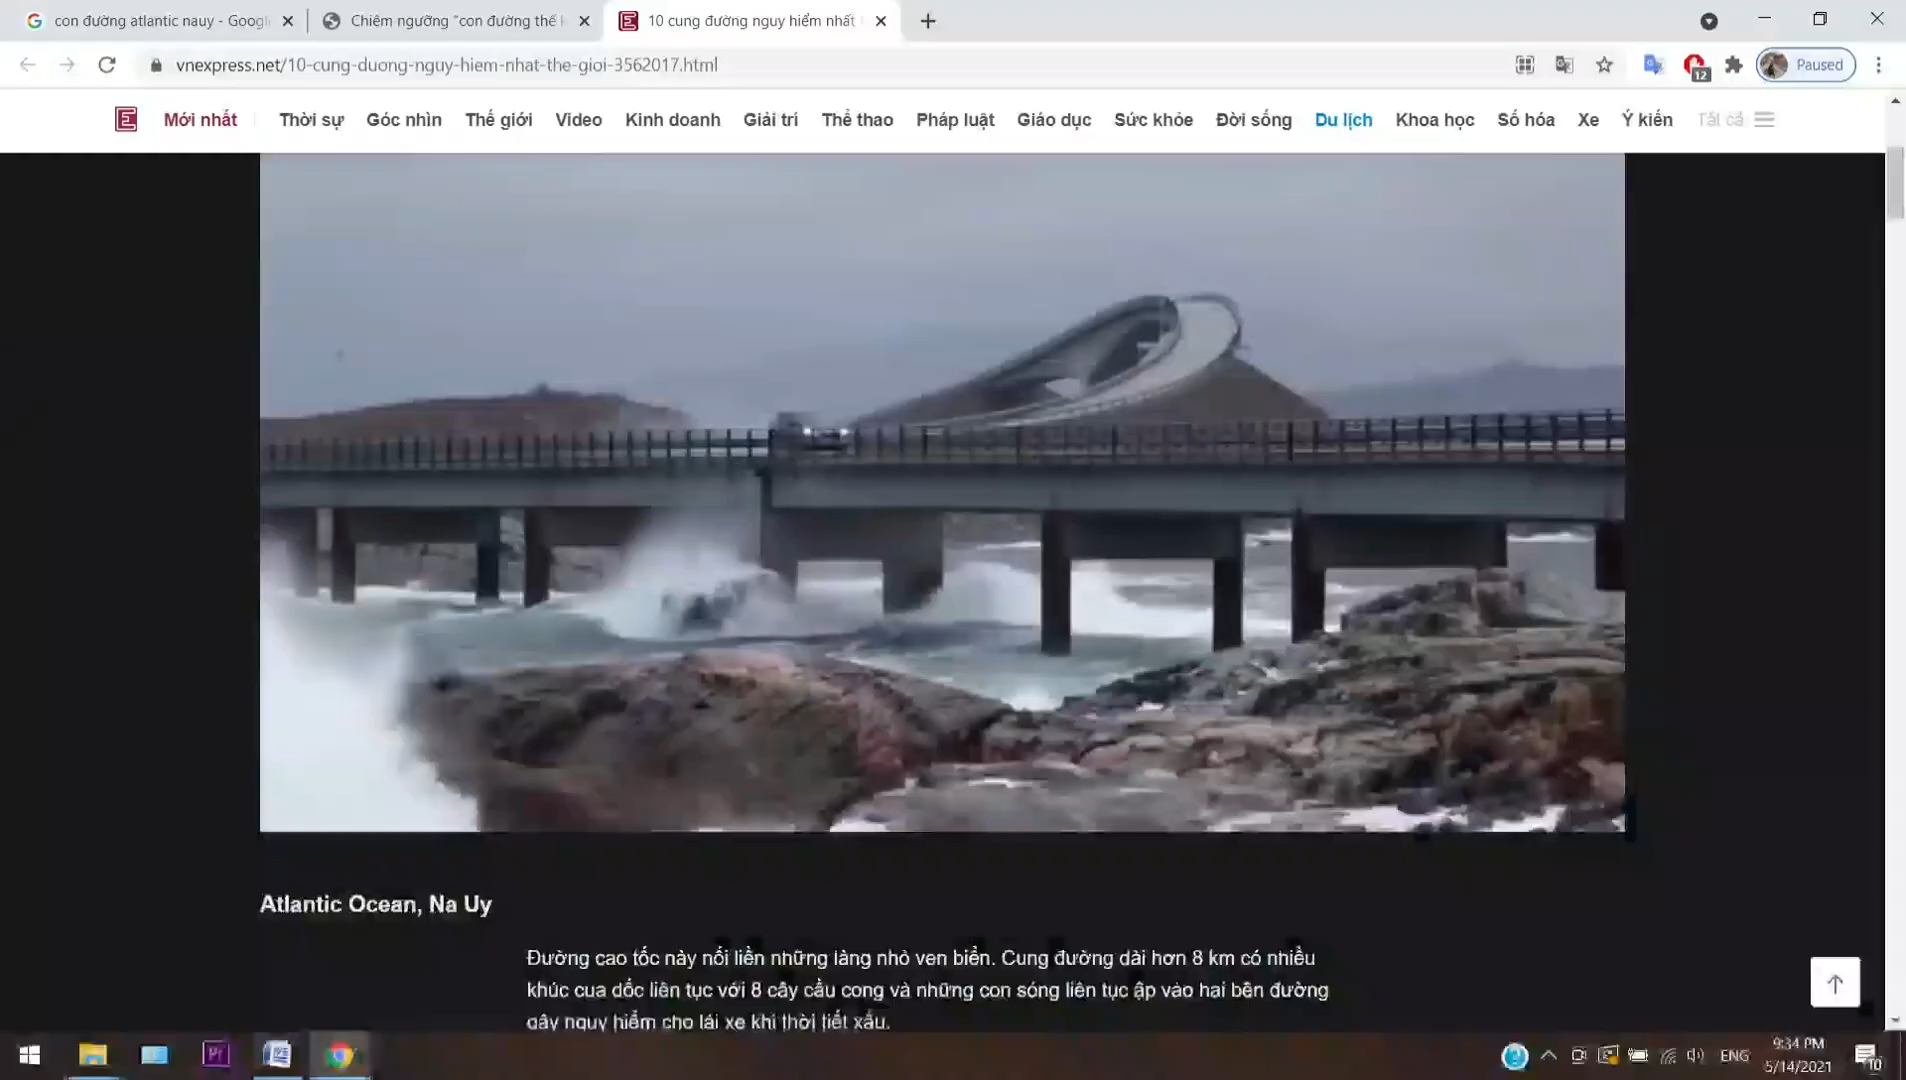 con đường atlantic nauy - Googl
Chiêm ngưỡng "con đường thế k
10 cung đường nguy hiểm nhất t
vnexpress.net/10-cung-duong-nguy-hiem-nhat-the-gioi-3562017.html
12
Paused
E Mới nhất Thời sự Góc nhìn Thế giới Video Kinh doanh Giải trí Thể thao Pháp luật Giáo dục Sức khỏe Đời sống Du lịch Khoa học Số hóa Xe Ý kiến Tất cả
Atlantic Ocean, Na Uy
Đường cao tốc này nối liền những làng nhỏ ven biển. Cung đường dài hơn 8 km có nhiều
khúc cua dốc liên tục với 8 cây cầu cong và những con sóng liên tục ập vào hai bên đường
gây nguy hiểm cho lái xe khi thời tiết xấu.
Pr
ENG
9:34 PM
5/14/2021
10